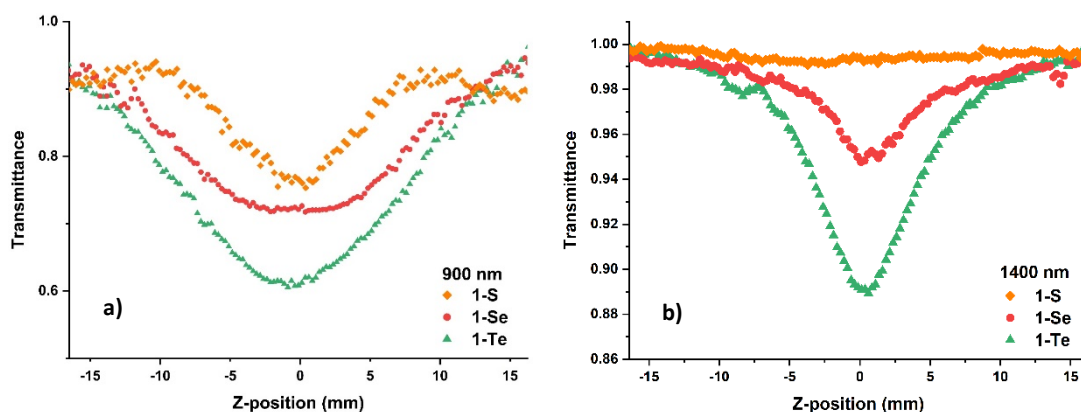 1.0
0.8
0.6
Transmittance
900 nm
1-S
1-Se
1-Te
a)
-15
-10
-5
0
5
10
15
Z-position (mm)
1.00
0.98
0.96
0.94
0.92
0.90
0.88
0.86
Transmittance
1400 nm
1-S
1-Se
1-Te
b)
-15
-10
-5
0
5
10
15
Z-position (mm)